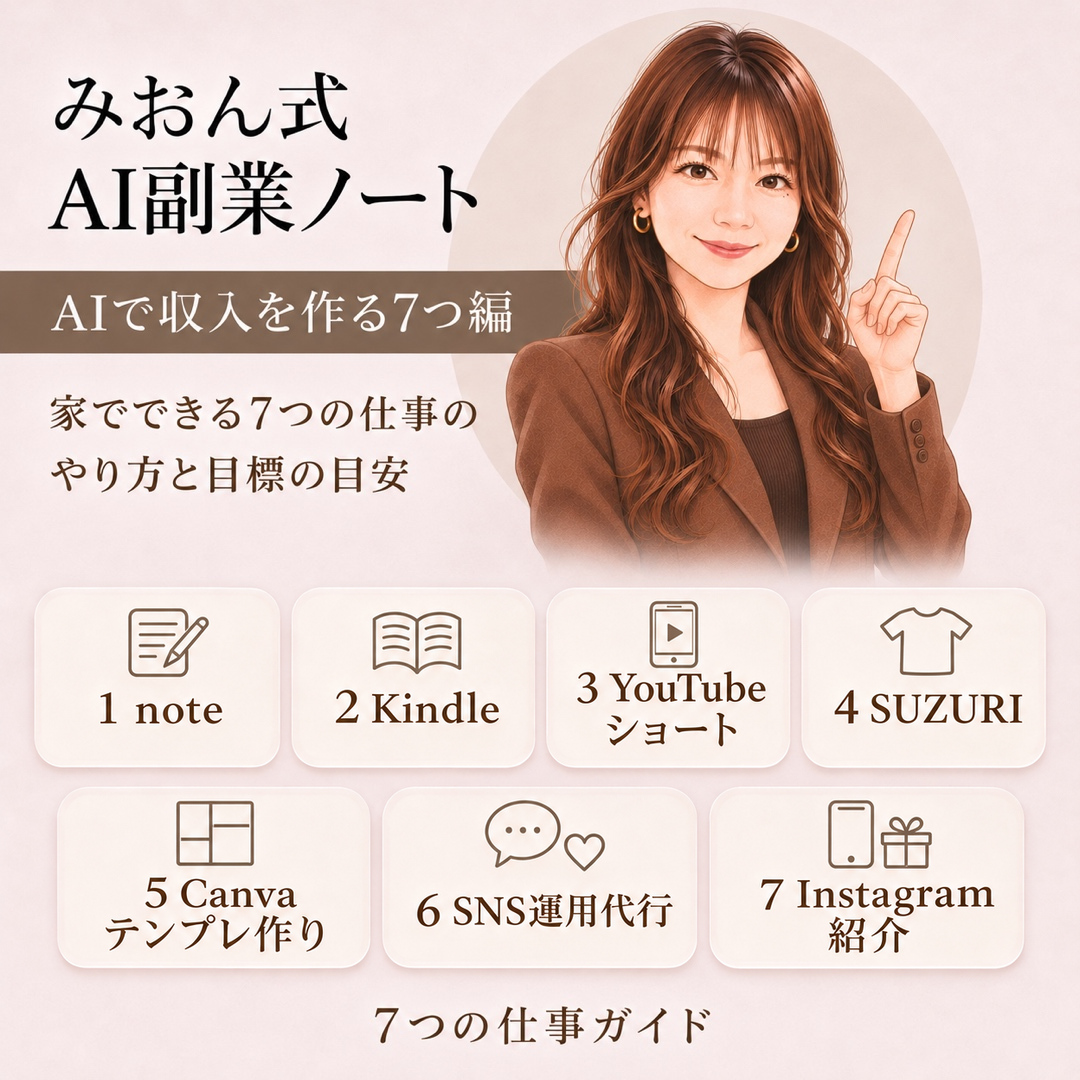 みおん式
AI副業ノート
AIで収入を作る7つ編
家でできる7つの仕事の
やり方と目標の目安
1 note
2 Kindle
3 YouTube
ショート
4 SUZURI
5 Canva
テンプレ作り
6 SNS運用代行
7 Instagram
紹介
7つの仕事ガイド